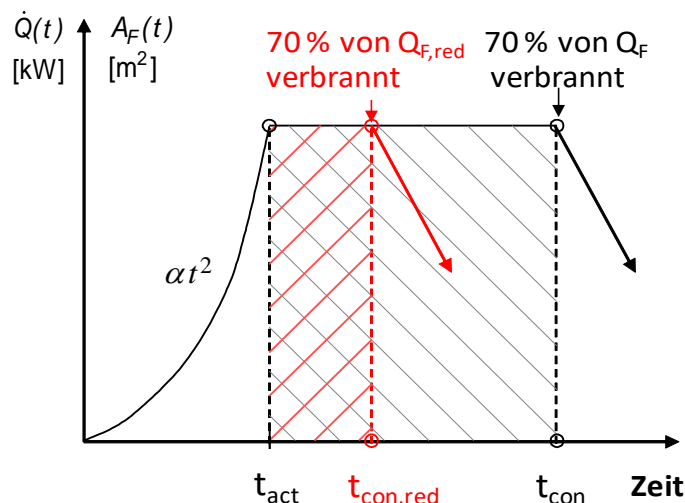 Q̇(t) A_F(t)
[kW] [m²]
70 % von Q_F,red
verbrannt
70 % von Q_F
verbrannt
αt²
t_act t_con,red t_con Zeit